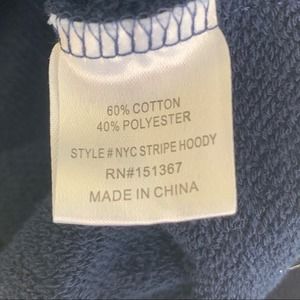 60% COTTON
40% POLYESTER
STYLE # NYC STRIPE HOODY
RN#151367
MADE IN CHINA